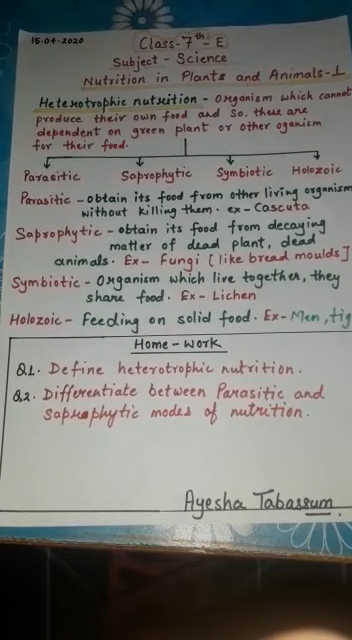 15-04-2020
Class-7th-E
Subject - Science
Nutrition in Plants and Animals-1
Heterotrophic nutrition - Organism which cannot
produce their own food and So, these are
dependent on green plant or other oganism
for their food.
Parasitic Saprophytic Symbiotic Holozoic
Parasitic - obtain its food from other living organism
without killing them. ex- Cascuta
Saprophytic - obtain its food from decaying
matter of dead plant, dead
animals. Ex- Fungi [like bread moulds]
Symbiotic - Organism which live together, they
share food. Ex- Lichen
Holozoic - Feeding on solid food. Ex- Men, tig
Home-work
Q1. Define heterotrophic nutrition.
Q2. Differentiate between Parasitic and
Saprophytic modes of nutrition.
Ayesha Tabassum.